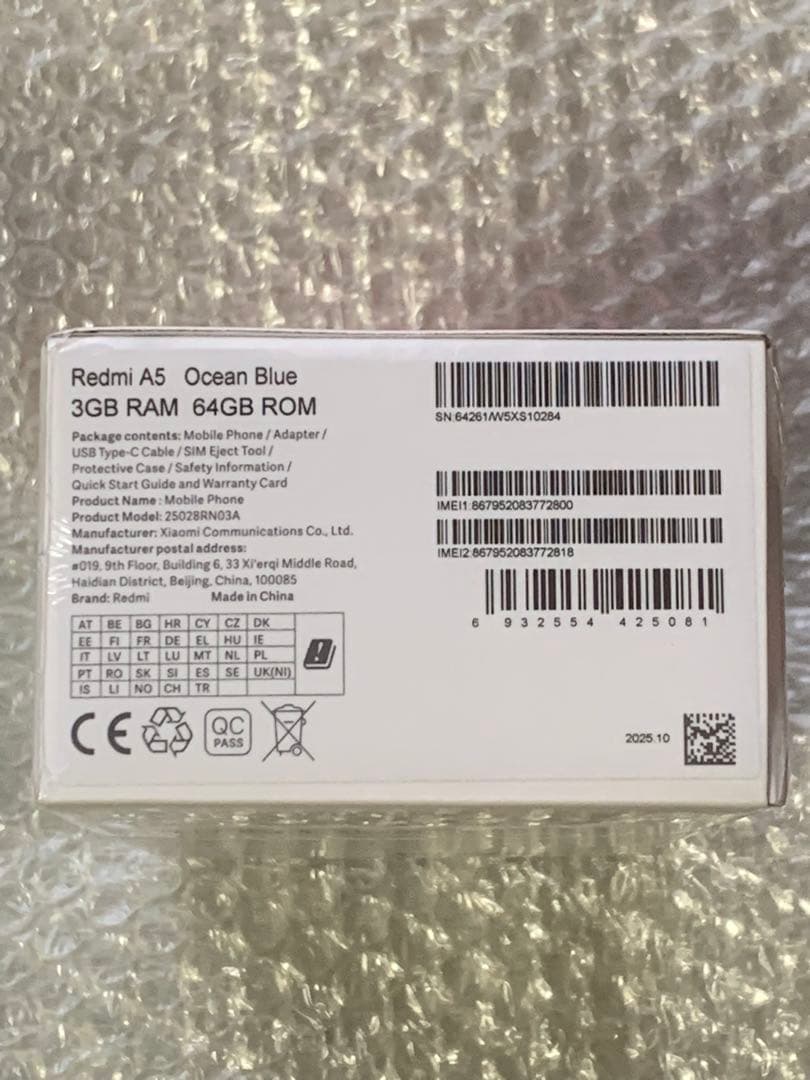 Redmi A5 Ocean Blue
3GB RAM 64GB ROM
Package contents: Mobile Phone / Adapter /
USB Type-C Cable / SIM Eject Tool /
Protective Case / Safety Information /
Quick Start Guide and Warranty Card
Product Name: Mobile Phone
Product Model: 25028RN03A
Manufacturer: Xiaomi Communications Co., Ltd.
Manufacturer postal address:
#019, 9th Floor, Building 6, 33 Xi'erqi Middle Road,
Haidian District, Beijing, China, 100085
Brand: Redmi Made in China
AT BE BG HR CY CZ DK
EE FI FR DE EL HU IE
IT LV LT LU MT NL PL
PT RO SK SI ES SE UK(NI)
IS LI NO CH TR
CE
QC
PASS
SN:64261/W5XS10284
IMEI1:867952083772800
IMEI2:867952083772818
6 932554 425081
2025.10